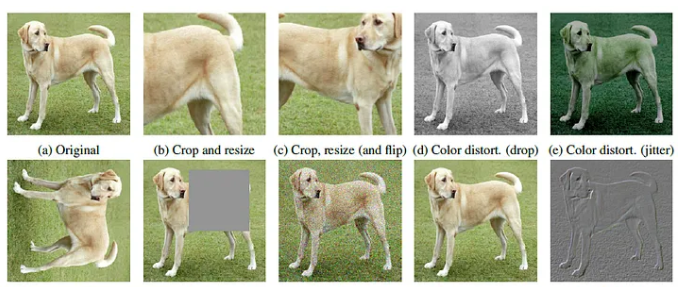 (a) Original
(b) Crop and resize
(c) Crop, resize (and flip)
(d) Color distort. (drop)
(e) Color distort. (jitter)